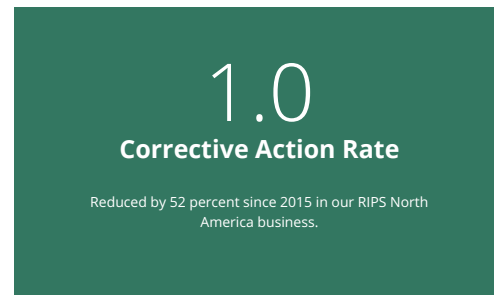 1.0
Corrective Action Rate
Reduced by 52 percent since 2015 in our RIPS North
America business.